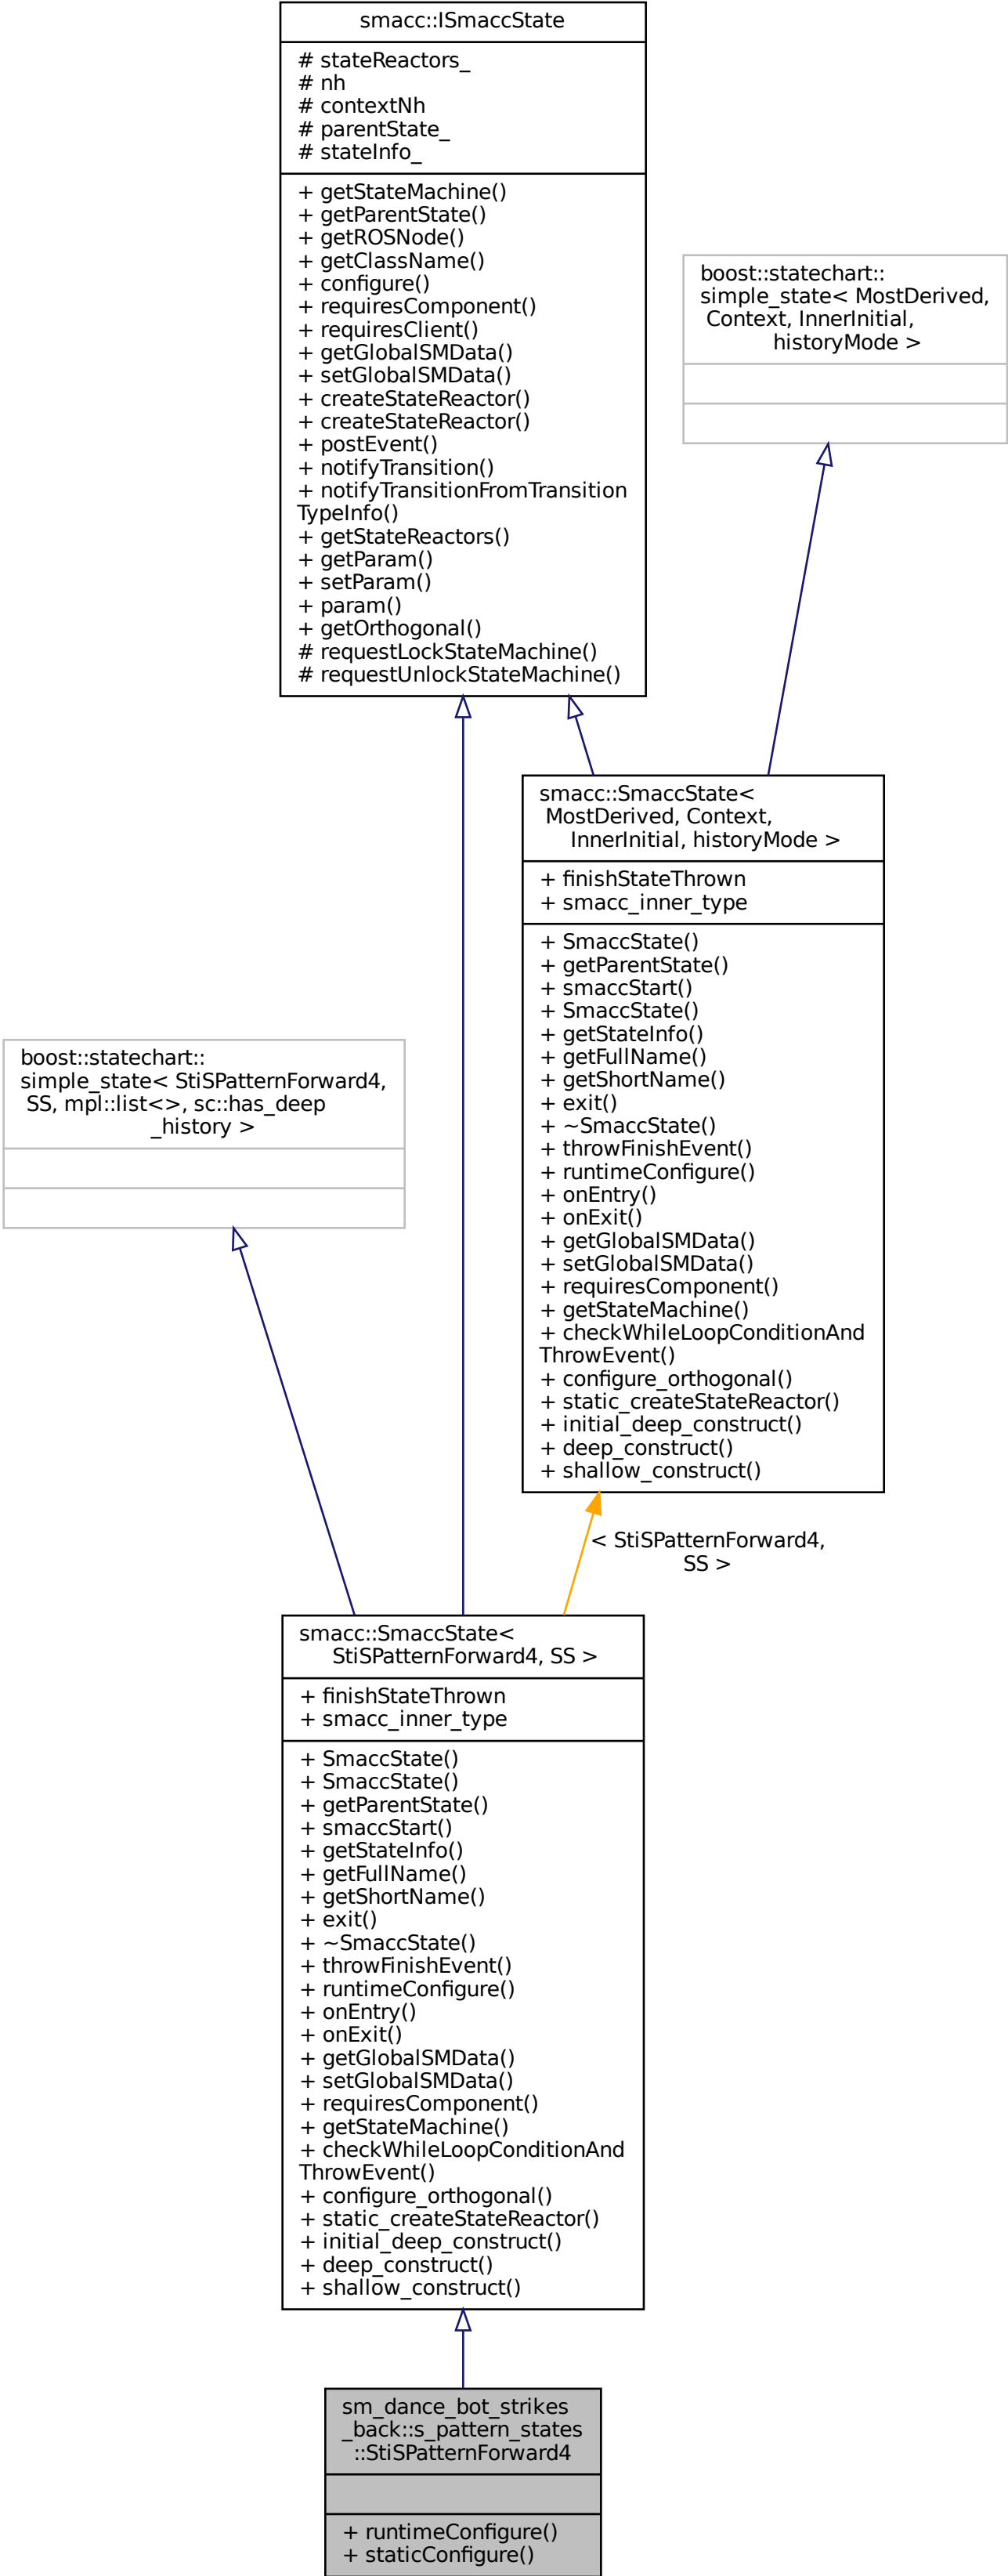 smacc::ISmaccState
# stateReactors_
# nh
# contextNh
# parentState_
# stateInfo_
+ getStateMachine()
+ getParentState()
+ getROSNode()
+ getClassName()
+ configure()
+ requiresComponent()
+ requiresClient()
+ getGlobalSMData()
+ setGlobalSMData()
+ createStateReactor()
+ createStateReactor()
+ postEvent()
+ notifyTransition()
+ notifyTransitionFromTransition
TypeInfo()
+ getStateReactors()
+ getParam()
+ setParam()
+ param()
+ getOrthogonal()
# requestLockStateMachine()
# requestUnlockStateMachine()
boost::statechart::
simple_state< MostDerived,
Context, InnerInitial,
historyMode >
smacc::SmaccState<
MostDerived, Context,
InnerInitial, historyMode >
+ finishStateThrown
+ smacc_inner_type
+ SmaccState()
+ getParentState()
+ smaccStart()
+ SmaccState()
+ getStateInfo()
+ getFullName()
+ getShortName()
+ exit()
+ ~SmaccState()
+ throwFinishEvent()
+ runtimeConfigure()
+ onEntry()
+ onExit()
+ getGlobalSMData()
+ setGlobalSMData()
+ requiresComponent()
+ getStateMachine()
+ checkWhileLoopConditionAnd
ThrowEvent()
+ configure_orthogonal()
+ static_createStateReactor()
+ initial_deep_construct()
+ deep_construct()
+ shallow_construct()
boost::statechart::
simple_state< StiSPatternForward4,
SS, mpl::list<>, sc::has_deep
_history >
< StiSPatternForward4,
SS >
smacc::SmaccState<
StiSPatternForward4, SS >
+ finishStateThrown
+ smacc_inner_type
+ SmaccState()
+ SmaccState()
+ getParentState()
+ smaccStart()
+ getStateInfo()
+ getFullName()
+ getShortName()
+ exit()
+ ~SmaccState()
+ throwFinishEvent()
+ runtimeConfigure()
+ onEntry()
+ onExit()
+ getGlobalSMData()
+ setGlobalSMData()
+ requiresComponent()
+ getStateMachine()
+ checkWhileLoopConditionAnd
ThrowEvent()
+ configure_orthogonal()
+ static_createStateReactor()
+ initial_deep_construct()
+ deep_construct()
+ shallow_construct()
sm_dance_bot_strikes
_back::s_pattern_states
::StiSPatternForward4
+ runtimeConfigure()
+ staticConfigure()